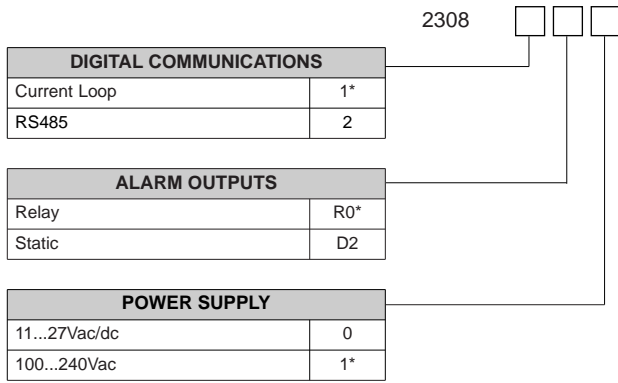 2308
DIGITAL COMMUNICATIONS
Current Loop 1*
RS485 2
ALARM OUTPUTS
Relay R0*
Static D2
POWER SUPPLY
11...27Vac/dc 0
100...240Vac 1*